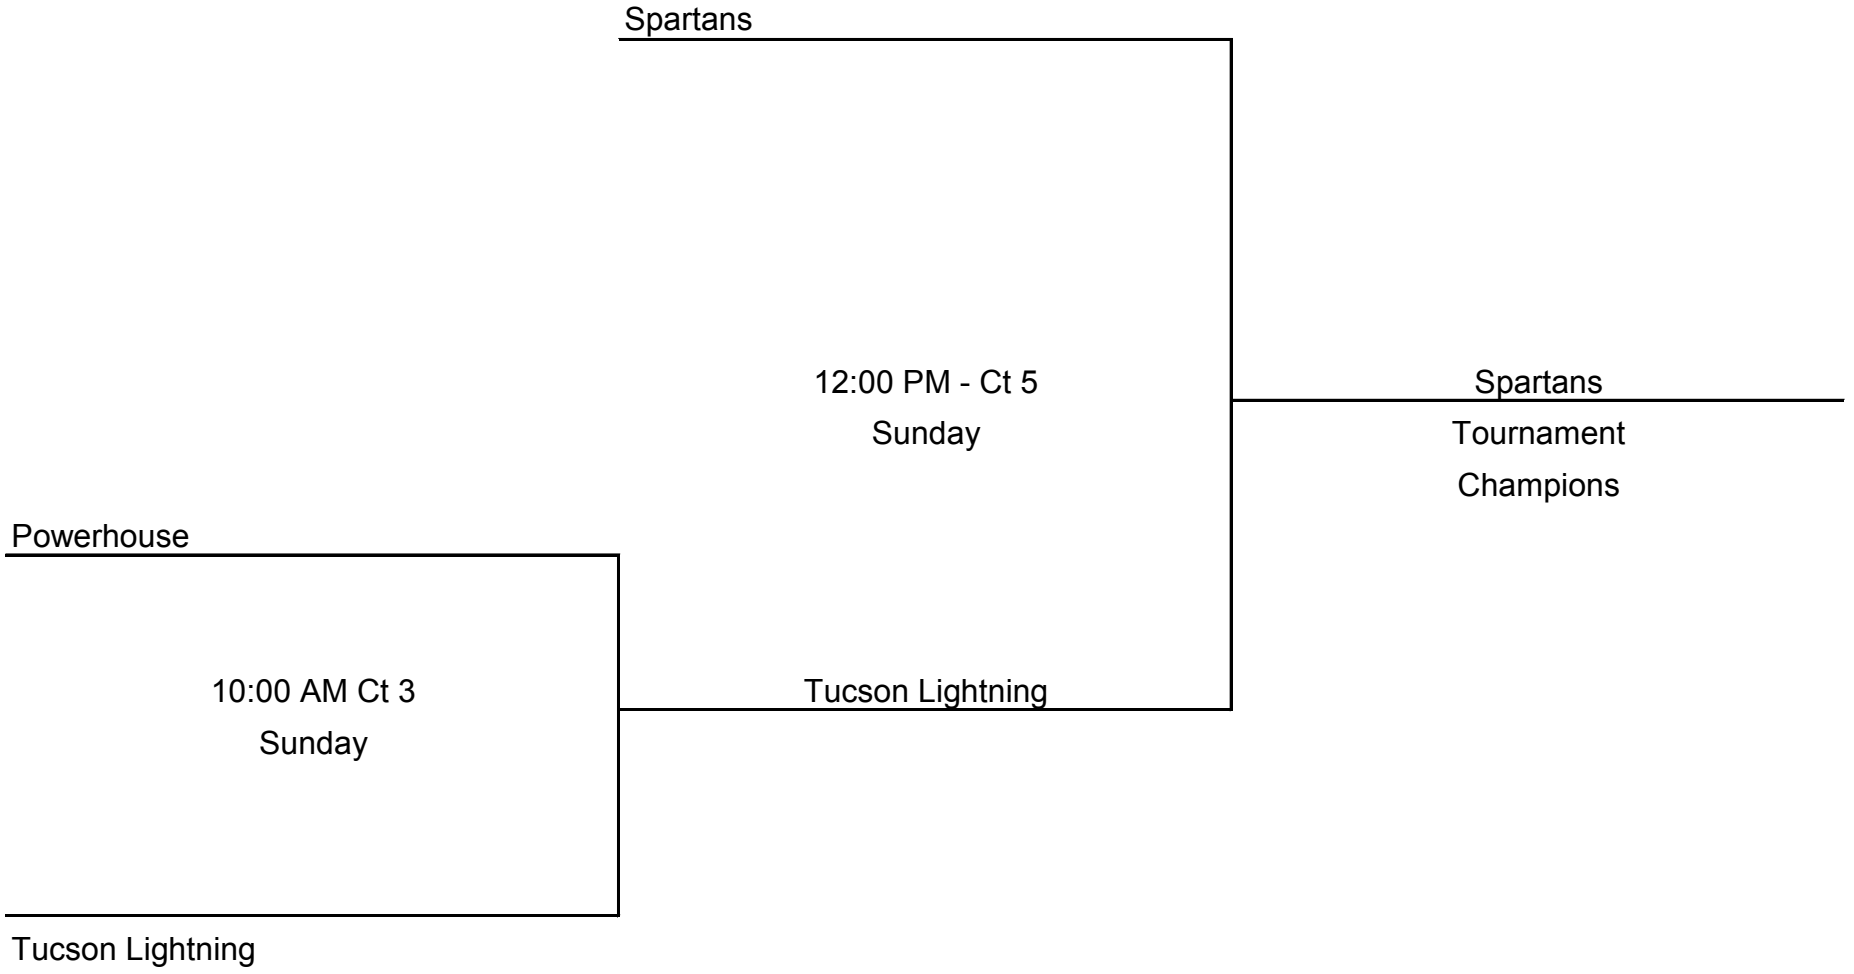 Spartans
12:00 PM - Ct 5
Sunday
Spartans
Tournament
Champions
Powerhouse
10:00 AM Ct 3
Sunday
Tucson Lightning
Tucson Lightning